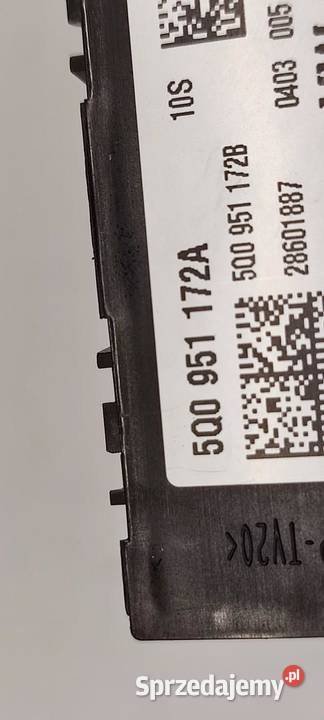 10S
5Q0 951 172A
5Q0 951 172B
0403 005
28601887
-TV20<
Sprzedajemy.pl